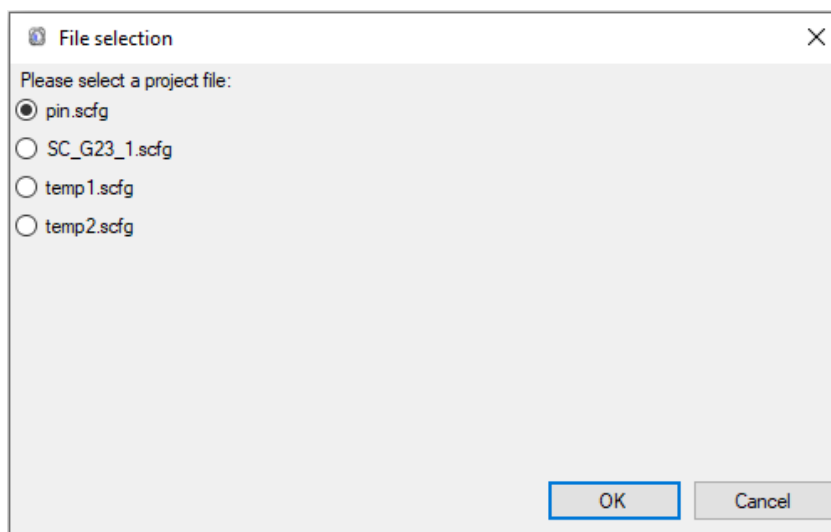 File selection
Please select a project file:
pin.scfg
SC_G23_1.scfg
temp1.scfg
temp2.scfg
OK Cancel